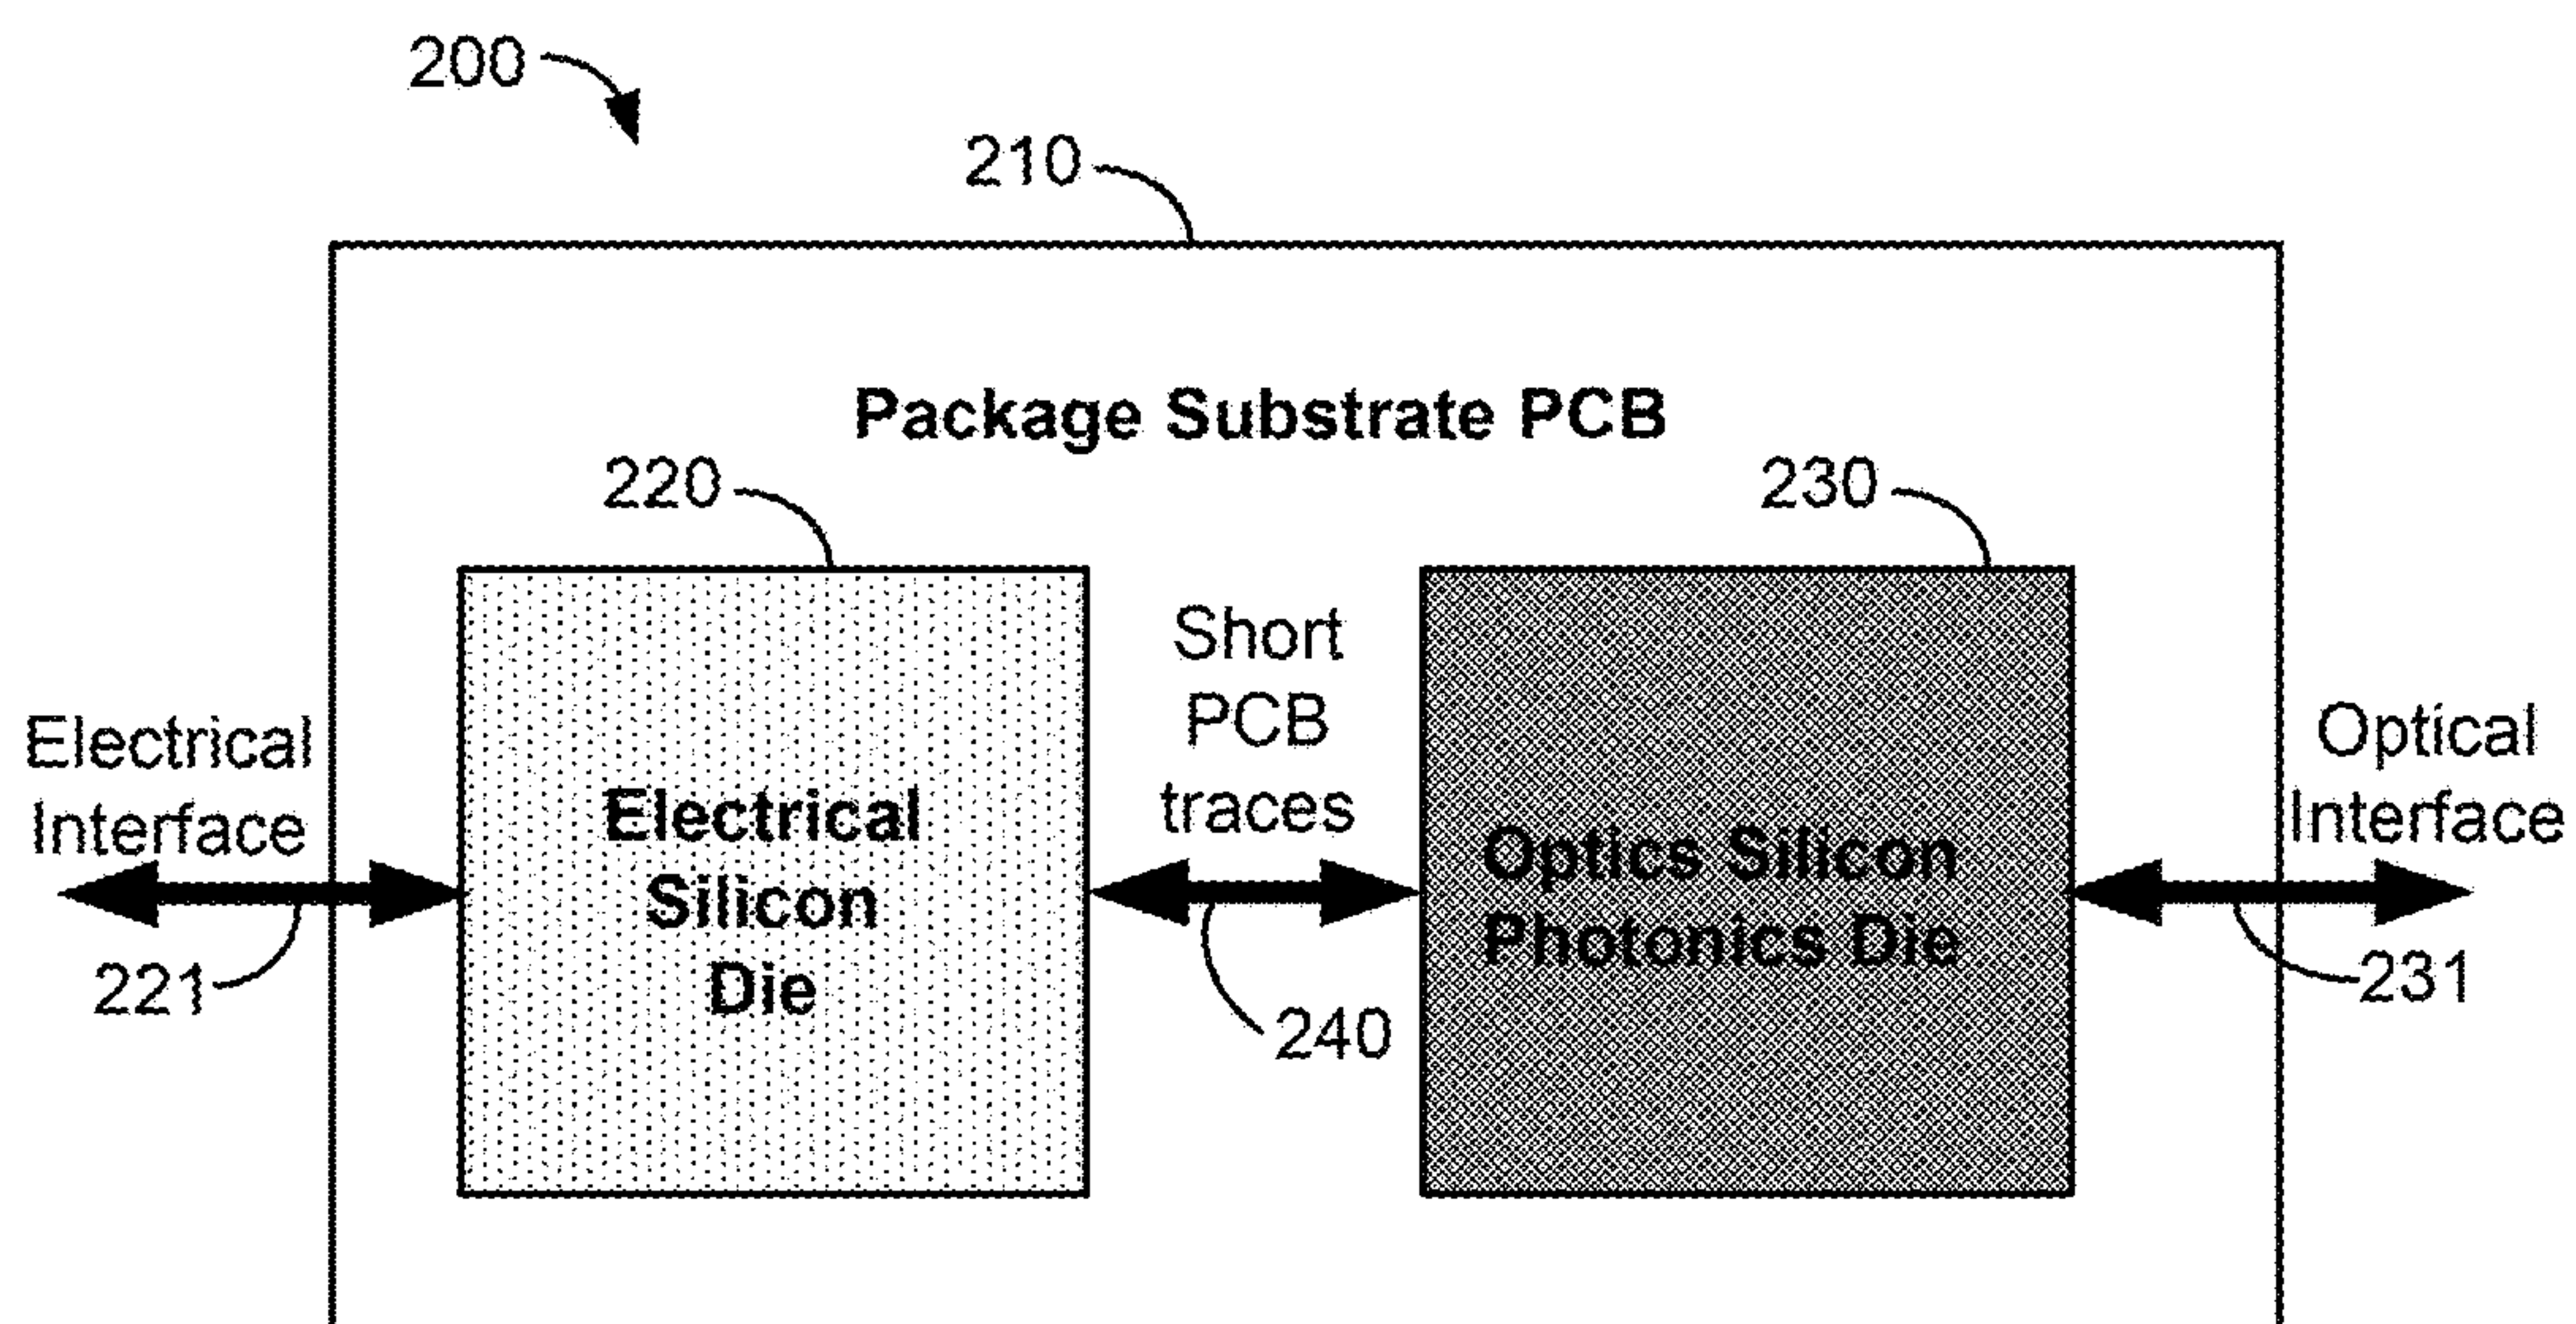 200
210
Package Substrate PCB
220
230
Short
PCB
traces
Electrical
Interface
Electrical
Silicon
Die
Optics Silicon
Photonics Die
Optical
Interface
221
240
231